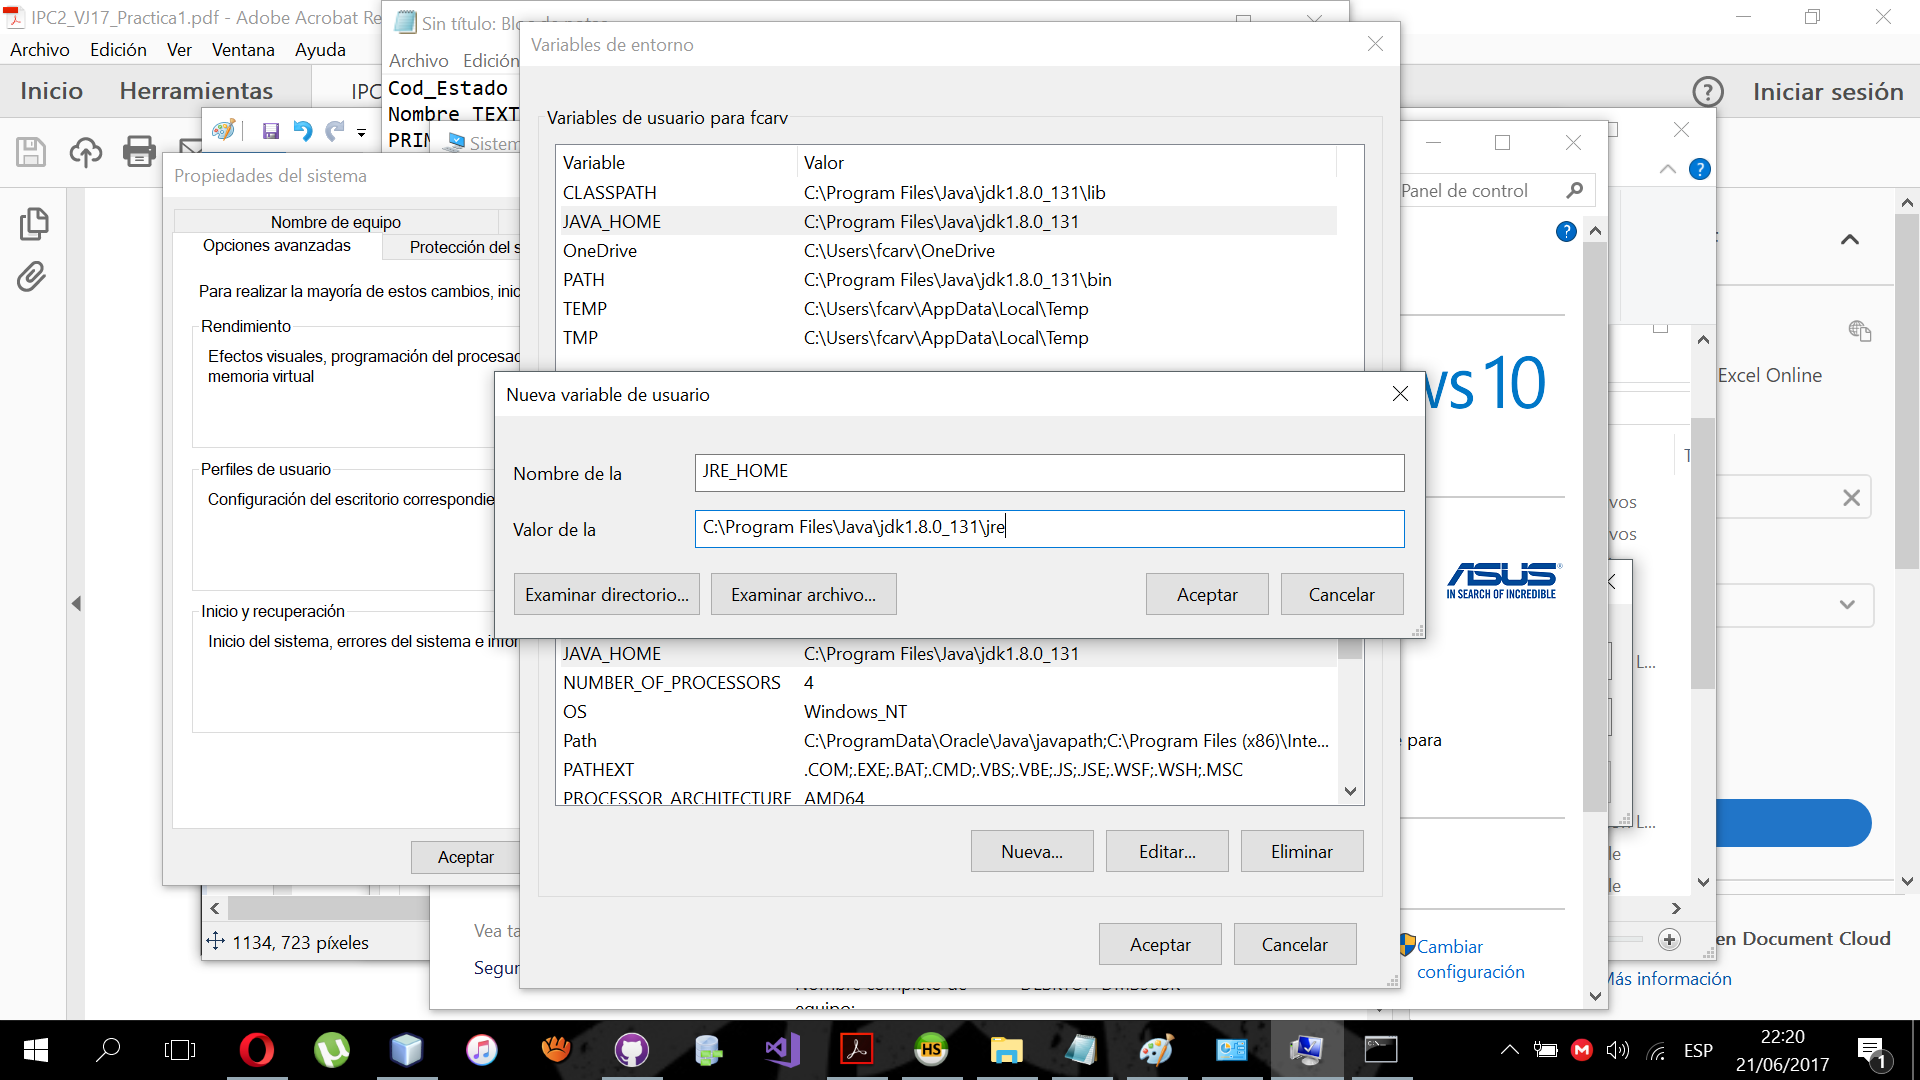 IPC2_VJ17_Practica1.pdf - Adobe Acrobat Re
Archivo Edición Ver Ventana Ayuda
Inicio Herramientas IPC
Iniciar sesión
Sin título: Bloc de notas
Archivo Edición
Cod_Estado
Nombre TEXT
PRIM
Sistem
Panel de control
Propiedades del sistema
Nombre de equipo
Opciones avanzadas
Protección del s
Para realizar la mayoría de estos cambios, inic
Rendimiento
Efectos visuales, programación del procesad
memoria virtual
Perfiles de usuario
Configuración del escritorio correspondie
Inicio y recuperación
Inicio del sistema, errores del sistema e infor
Aceptar
Variables de entorno
Variables de usuario para fcarv
Variable Valor
CLASSPATH C:\Program Files\Java\jdk1.8.0_131\lib
JAVA_HOME C:\Program Files\Java\jdk1.8.0_131
OneDrive C:\Users\fcarv\OneDrive
PATH C:\Program Files\Java\jdk1.8.0_131\bin
TEMP C:\Users\fcarv\AppData\Local\Temp
TMP C:\Users\fcarv\AppData\Local\Temp
Nueva variable de usuario
Nombre de la JRE_HOME
Valor de la C:\Program Files\Java\jdk1.8.0_131\jre
Examinar directorio... Examinar archivo... Aceptar Cancelar
JAVA_HOME C:\Program Files\Java\jdk1.8.0_131
NUMBER_OF_PROCESSORS 4
OS Windows_NT
Path C:\ProgramData\Oracle\Java\javapath;C:\Program Files (x86)\Inte...
PATHEXT .COM;.EXE;.BAT;.CMD;.VBS;.VBE;.JS;.JSE;.WSF;.WSH;.MSC
PROCESSOR_ARCHITECTURE AMD64
Nueva... Editar... Eliminar
Aceptar Cancelar
ws 10
ASUS
IN SEARCH OF INCREDIBLE
Excel Online
T
vos
vos
L...
para
L...
le
le
Vea ta
Segur
Nombre completo de
equipo:
Cambiar
configuración
1134, 723 píxeles
en Document Cloud
Más información
HS
C:\_
ESP
22:20
21/06/2017
1